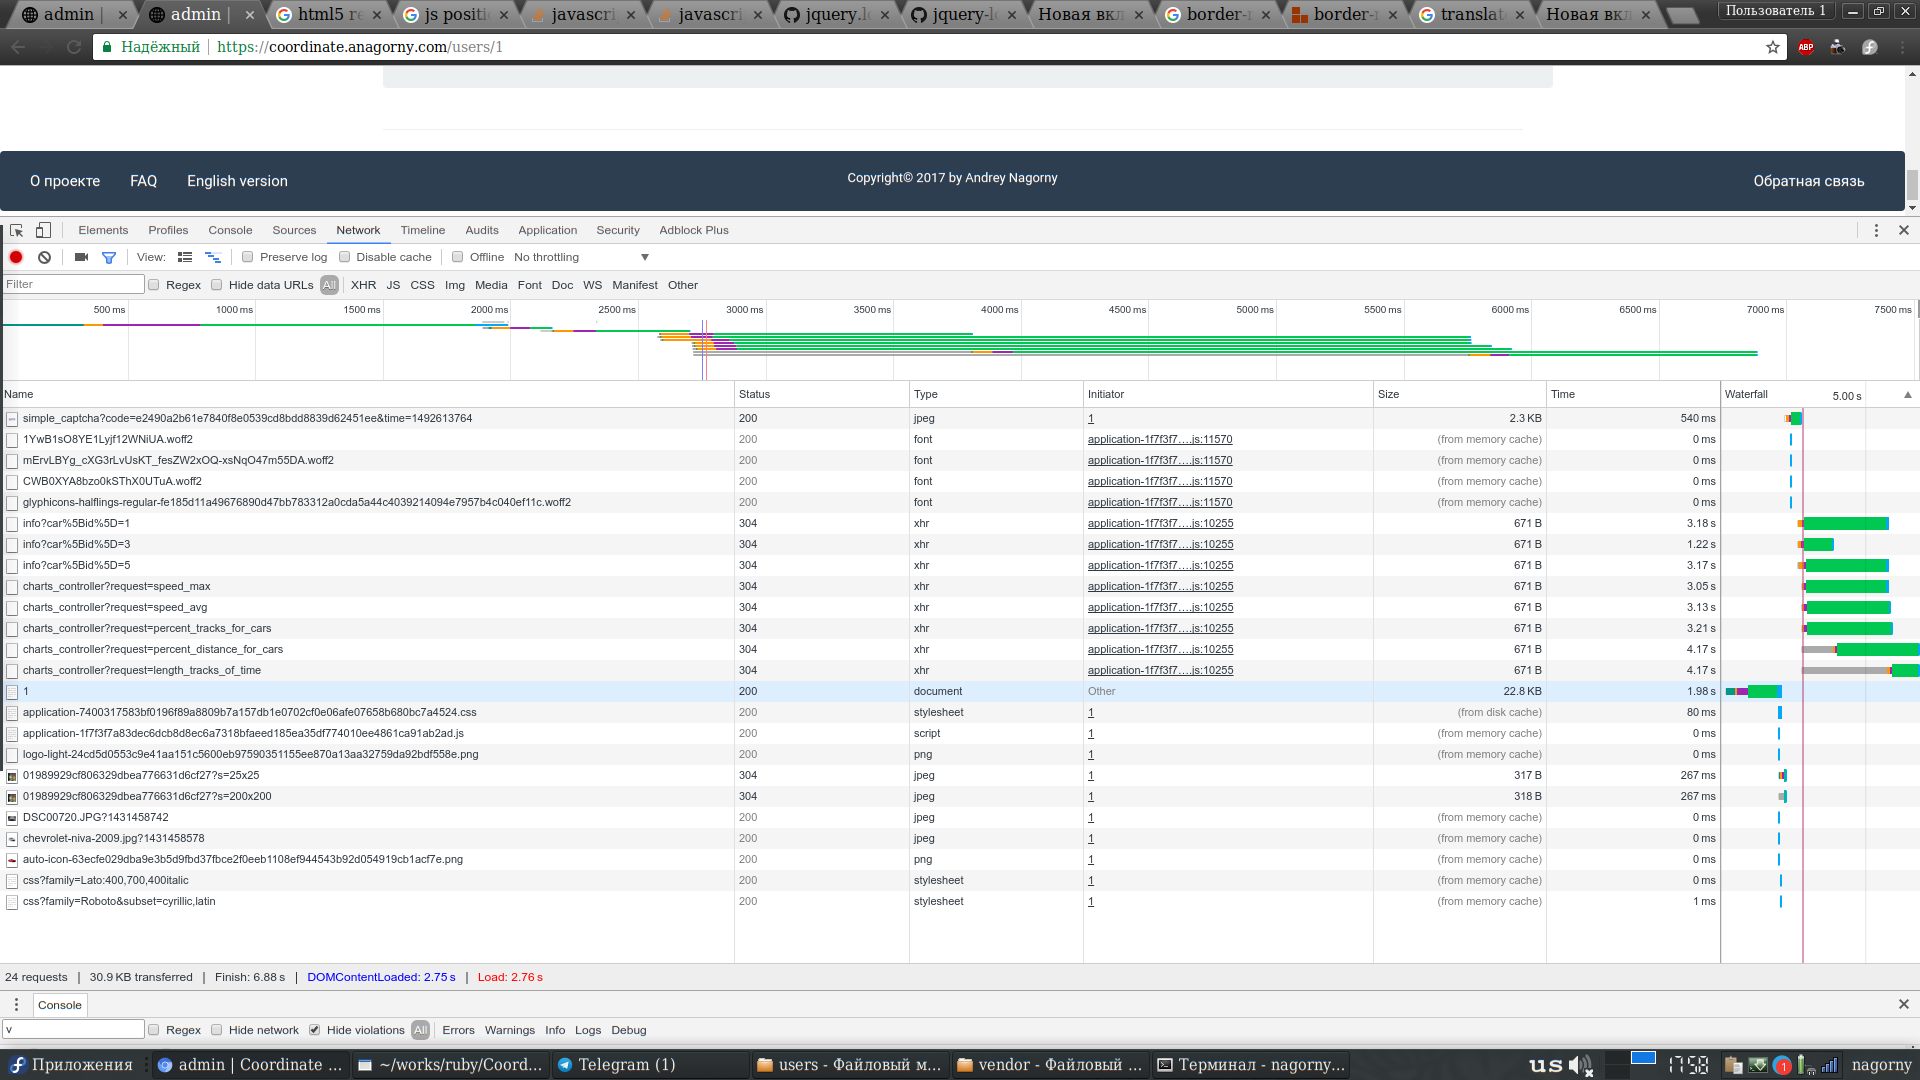 admin |
admin |
html5 re
js positi
javascri
javascri
jquery.l
jquery-l
Новая вкл
border-r
border-r
translat
Новая вкл
Пользователь 1
Надёжный | https://coordinate.anagorny.com/users/1
ABP
О проекте FAQ English version Copyright© 2017 by Andrey Nagorny Обратная связь
Elements Profiles Console Sources Network Timeline Audits Application Security Adblock Plus
View: Preserve log Disable cache Offline No throttling
Filter Regex Hide data URLs All XHR JS CSS Img Media Font Doc WS Manifest Other
500 ms 1000 ms 1500 ms 2000 ms 2500 ms 3000 ms 3500 ms 4000 ms 4500 ms 5000 ms 5500 ms 6000 ms 6500 ms 7000 ms 7500 ms
Name Status Type Initiator Size Time Waterfall 5.00 s
simple_captcha?code=e2490a2b61e7840f8e0539cd8bdd8839d62451ee&time=1492613764 200 jpeg 1 2.3 KB 540 ms
1YwB1sO8YE1Lyjf12WNiUA.woff2 200 font application-1f7f3f7….js:11570 (from memory cache) 0 ms
mErvLBYg_cXG3rLvUsKT_fesZW2xOQ-xsNqO47m55DA.woff2 200 font application-1f7f3f7….js:11570 (from memory cache) 0 ms
CWB0XYA8bzo0kSThX0UTuA.woff2 200 font application-1f7f3f7….js:11570 (from memory cache) 0 ms
glyphicons-halflings-regular-fe185d11a49676890d47bb783312a0cda5a44c4039214094e7957b4c040ef11c.woff2 200 font application-1f7f3f7….js:11570 (from memory cache) 0 ms
info?car%5Bid%5D=1 304 xhr application-1f7f3f7….js:10255 671 B 3.18 s
info?car%5Bid%5D=3 304 xhr application-1f7f3f7….js:10255 671 B 1.22 s
info?car%5Bid%5D=5 304 xhr application-1f7f3f7….js:10255 671 B 3.17 s
charts_controller?request=speed_max 304 xhr application-1f7f3f7….js:10255 671 B 3.05 s
charts_controller?request=speed_avg 304 xhr application-1f7f3f7….js:10255 671 B 3.13 s
charts_controller?request=percent_tracks_for_cars 304 xhr application-1f7f3f7….js:10255 671 B 3.21 s
charts_controller?request=percent_distance_for_cars 304 xhr application-1f7f3f7….js:10255 671 B 4.17 s
charts_controller?request=length_tracks_of_time 304 xhr application-1f7f3f7….js:10255 671 B 4.17 s
1 200 document Other 22.8 KB 1.98 s
application-7400317583bf0196f89a8809b7a157db1e0702cf0e06afe07658b680bc7a4524.css 200 stylesheet 1 (from disk cache) 80 ms
application-1f7f3f7a83dec6dcb8d8ec6a7318bfaeed185ea35df774010ee4861ca91ab2ad.js 200 script 1 (from memory cache) 0 ms
logo-light-24cd5d0553c9e41aa151c5600eb97590351155ee870a13aa32759da92bdf558e.png 200 png 1 (from memory cache) 0 ms
01989929cf806329dbea776631d6cf27?s=25x25 304 jpeg 1 317 B 267 ms
01989929cf806329dbea776631d6cf27?s=200x200 304 jpeg 1 318 B 267 ms
DSC00720.JPG?1431458742 200 jpeg 1 (from memory cache) 0 ms
chevrolet-niva-2009.jpg?1431458578 200 jpeg 1 (from memory cache) 0 ms
auto-icon-63ecfe029dba9e3b5d9fbd37fbce2f0eeb1108ef944543b92d054919cb1acf7e.png 200 png 1 (from memory cache) 0 ms
css?family=Lato:400,700,400italic 200 stylesheet 1 (from memory cache) 0 ms
css?family=Roboto&subset=cyrillic,latin 200 stylesheet 1 (from memory cache) 1 ms
24 requests | 30.9 KB transferred | Finish: 6.88 s | DOMContentLoaded: 2.75 s | Load: 2.76 s
Console
v Regex Hide network Hide violations All Errors Warnings Info Logs Debug
Приложения admin | Coordinate ... ~/works/ruby/Coord... Telegram (1) users - Файловый м... vendor - Файловый ... Терминал - nagorny... us 17:58 1 nagorny